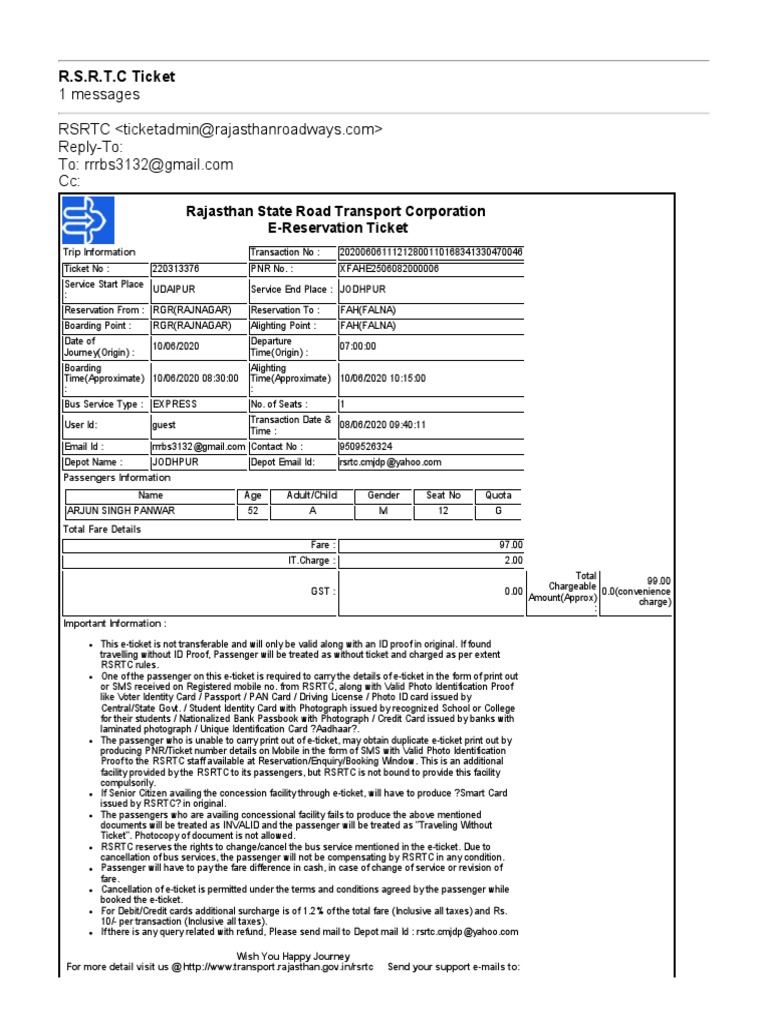 R.S.R.T.C Ticket
1 messages
RSRTC <ticketadmin@rajasthanroadways.com>
Reply-To:
To: rrrbs3132@gmail.com
Cc:
Rajasthan State Road Transport Corporation
E-Reservation Ticket
Trip Information Transaction No : 20200606111212800110168341330470046
Ticket No : 220313376 PNR No. : XFAHE2506082000006
Service Start Place : UDAIPUR Service End Place : JODHPUR
Reservation From : RGR(RAJNAGAR) Reservation To : FAH(FALNA)
Boarding Point : RGR(RAJNAGAR) Alighting Point : FAH(FALNA)
Date of Journey(Origin) : 10/06/2020 Departure Time(Origin) : 07:00:00
Boarding Time(Approximate) : 10/06/2020 08:30:00 Alighting Time(Approximate) : 10/06/2020 10:15:00
Bus Service Type : EXPRESS No. of Seats : 1
User Id: guest Transaction Date & Time : 08/06/2020 09:40:11
Email Id : rrrbs3132@gmail.com Contact No : 9509526324
Depot Name : JODHPUR Depot Email Id: rsrtc.cmjdp@yahoo.com
Passengers Information
Name Age Adult/Child Gender Seat No Quota
ARJUN SINGH PANWAR 52 A M 12 G
Total Fare Details
Fare : 97.00
IT.Charge : 2.00
GST : 0.00 Total Chargeable Amount(Approx) : 99.00 0.0(convenience charge)
Important Information :
This e-ticket is not transferable and will only be valid along with an ID proof in original. If found
travelling without ID Proof, Passenger will be treated as without ticket and charged as per extent
RSRTC rules.
One of the passenger on this e-ticket is required to carry the details of e-ticket in the form of print out
or SMS received on Registered mobile no. from RSRTC, along with Valid Photo Identification Proof
like Voter Identity Card / Passport / PAN Card / Driving License / Photo ID card issued by
Central/State Govt. / Student Identity Card with Photograph issued by recognized School or College
for their students / Nationalized Bank Passbook with Photograph / Credit Card issued by banks with
laminated photograph / Unique Identification Card ?Aadhaar?.
The passenger who is unable to carry print out of e-ticket, may obtain duplicate e-ticket print out by
producing PNR/Ticket number details on Mobile in the form of SMS with Valid Photo Identification
Proof to the RSRTC staff available at Reservation/Enquiry/Booking Window. This is an additional
facility provided by the RSRTC to its passengers, but RSRTC is not bound to provide this facility
compulsorily.
If Senior Citizen availing the concession facility through e-ticket, will have to produce ?Smart Card
issued by RSRTC? in original.
The passengers who are availing concessional facility fails to produce the above mentioned
documents will be treated as INVALID and the passenger will be treated as "Traveling Without
Ticket". Photocopy of document is not allowed.
RSRTC reserves the rights to change/cancel the bus service mentioned in the e-ticket. Due to
cancellation of bus services, the passenger will not be compensating by RSRTC in any condition.
Passenger will have to pay the fare difference in cash, in case of change of service or revision of
fare.
Cancellation of e-ticket is permitted under the terms and conditions agreed by the passenger while
booked the e-ticket.
For Debit/Credit cards additional surcharge is of 1.2% of the total fare (Inclusive all taxes) and Rs.
10/- per transaction (Inclusive all taxes).
If there is any query related with refund, Please send mail to Depot mail Id : rsrtc.cmjdp@yahoo.com
Wish You Happy Journey
For more detail visit us @ http://www.transport.rajasthan.gov.in/rsrtc Send your support e-mails to: